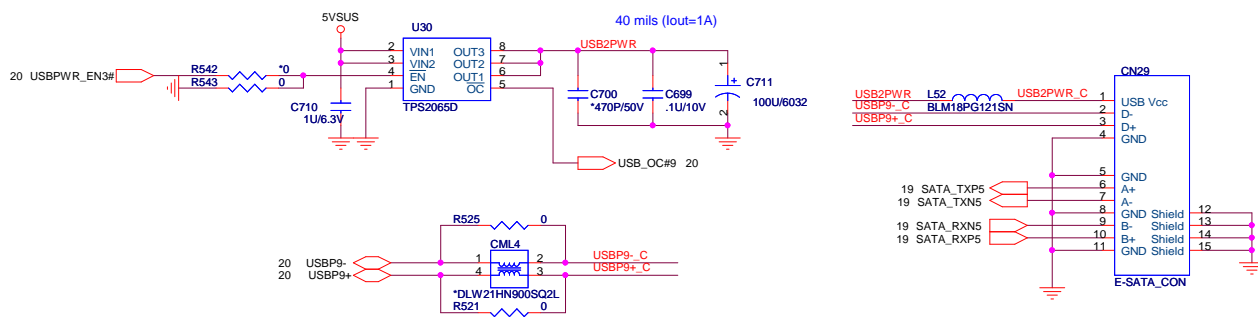 5VSUS
U30
40 mils (Iout=1A)
20 USBPWR_EN3#
R542 *0
R543 0
2 VIN1 OUT3 8 USB2PWR
3 VIN2 OUT2 7
4 EN OUT1 6
1 GND OC 5
TPS2065D
C710
1U/6.3V
C700
*470P/50V
C699
.1U/10V
1
+
C711
100U/6032
2
USB_OC#9 20
R525 0
CML4
20 USBP9- 1 2 USBP9-_C
20 USBP9+ 4 3 USBP9+_C
*DLW21HN900SQ2L
R521 0
CN29
USB2PWR L52 USB2PWR_C 1 USB Vcc
USBP9-_C BLM18PG121SN 2 D-
USBP9+_C 3 D+
4 GND
5 GND
19 SATA_TXP5 6 A+
19 SATA_TXN5 7 A-
8 GND Shield 12
19 SATA_RXN5 9 B- Shield 13
19 SATA_RXP5 10 B+ Shield 14
11 GND Shield 15
E-SATA_CON